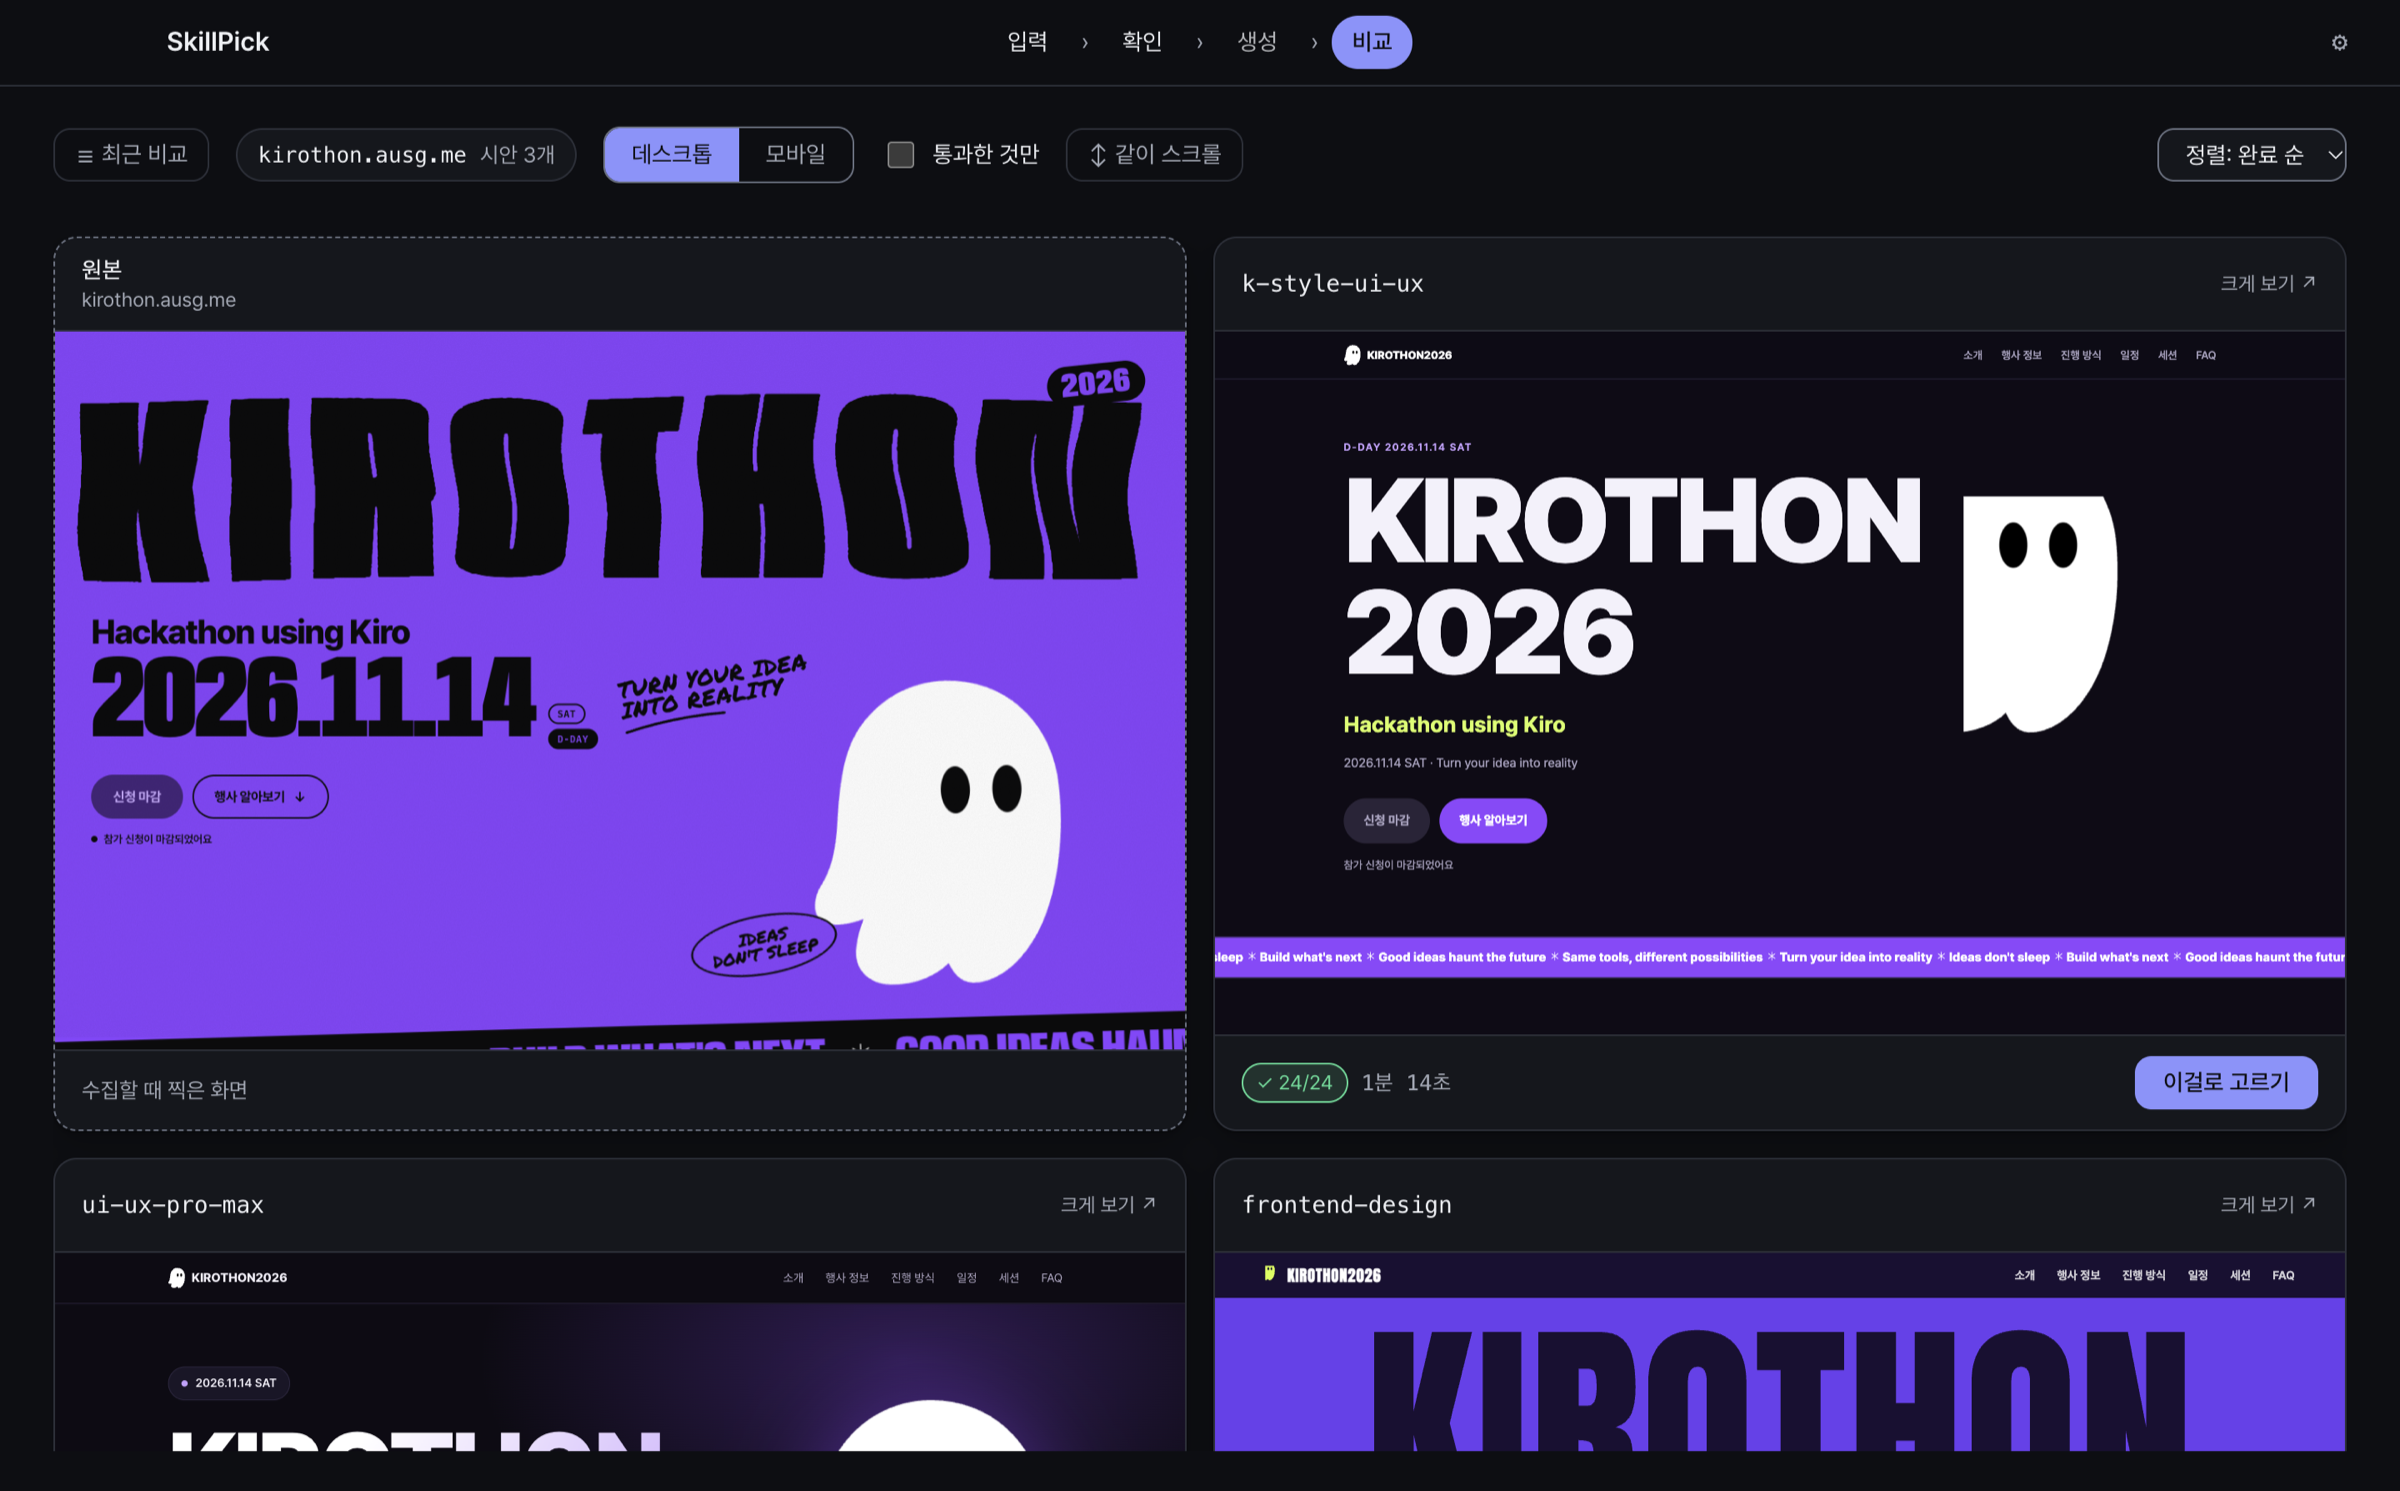 SkillPick
입력 › 확인 › 생성 › 비교
≡ 최근 비교
kirothon.ausg.me 시안 3개
데스크톱 모바일
통과한 것만
↕ 같이 스크롤
정렬: 완료 순
원본
kirothon.ausg.me
2026
KIROTHON
Hackathon using Kiro
2026.11.14
SAT
D-DAY
TURN YOUR IDEA
INTO REALITY
신청 마감
행사 알아보기 ↓
참가 신청이 마감되었어요
IDEAS
DON'T SLEEP
BUILD WHAT'S NEXT * GOOD IDEAS HAUN
수집할 때 찍은 화면
k-style-ui-ux
크게 보기 ↗
KIROTHON2026
소개 행사 정보 진행 방식 일정 세션 FAQ
D-DAY 2026.11.14 SAT
KIROTHON
2026
Hackathon using Kiro
2026.11.14 SAT · Turn your idea into reality
신청 마감
행사 알아보기
참가 신청이 마감되었어요
sleep * Build what's next * Good ideas haunt the future * Same tools, different possibilities * Turn your idea into reality * Ideas don't sleep * Build what's next * Good ideas haunt the futur
✓ 24/24
1분 14초
이걸로 고르기
ui-ux-pro-max
크게 보기 ↗
KIROTHON2026
소개 행사 정보 진행 방식 일정 세션 FAQ
2026.11.14 SAT
KIROTHON
frontend-design
크게 보기 ↗
KIROTHON2026
소개 행사 정보 진행 방식 일정 세션 FAQ
KIROTHON